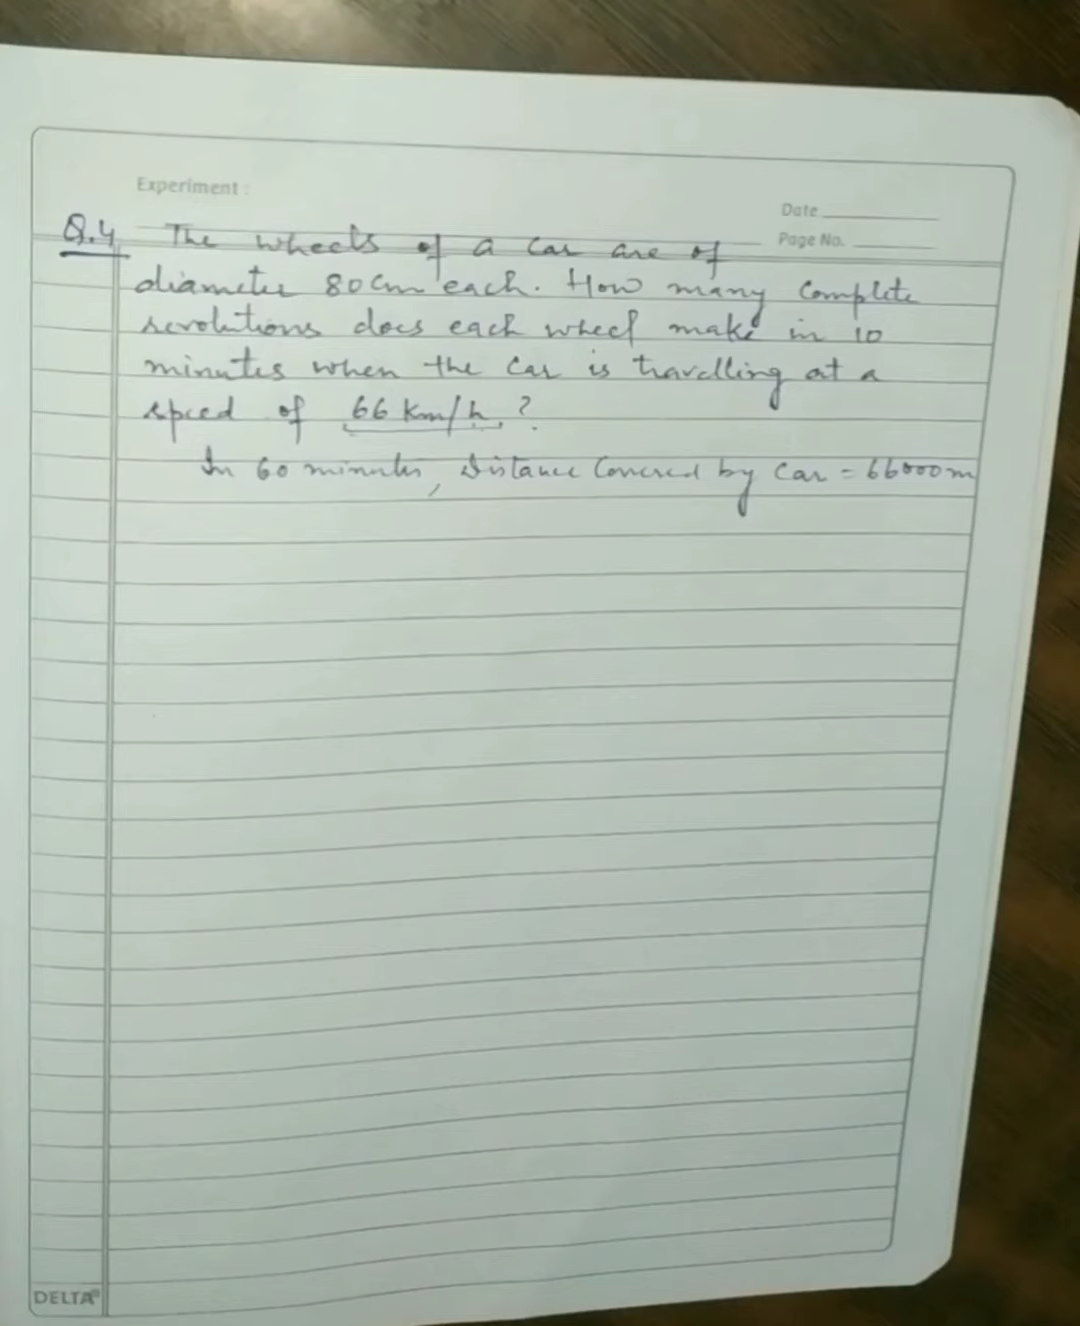 Experiment :
Date
Page No.
Q.4 The wheels of a car are of
diameter 80cm each. How many complete
revolutions does each wheel make in 10
minutes when the car is travelling at a
speed of 66 km/h ?
In 60 minutes, distance covered by car = 66000m
DELTA